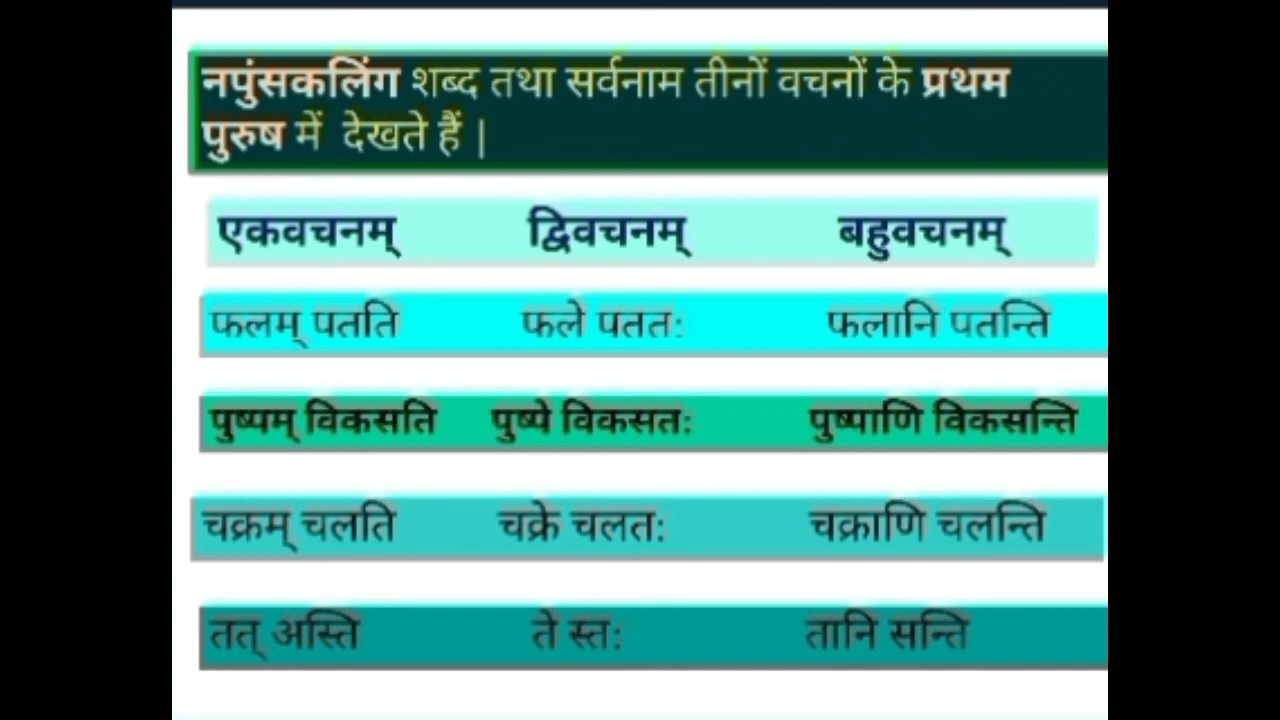 नपुंसकलिंग शब्द तथा सर्वनाम तीनों वचनों के प्रथम
पुरुष में देखते हैं |
एकवचनम् द्विवचनम् बहुवचनम्
फलम् पतति फले पततः फलानि पतन्ति
पुष्पम् विकसति पुष्पे विकसतः पुष्पाणि विकसन्ति
चक्रम् चलति चक्रे चलतः चक्राणि चलन्ति
तत् अस्ति ते स्तः तानि सन्ति